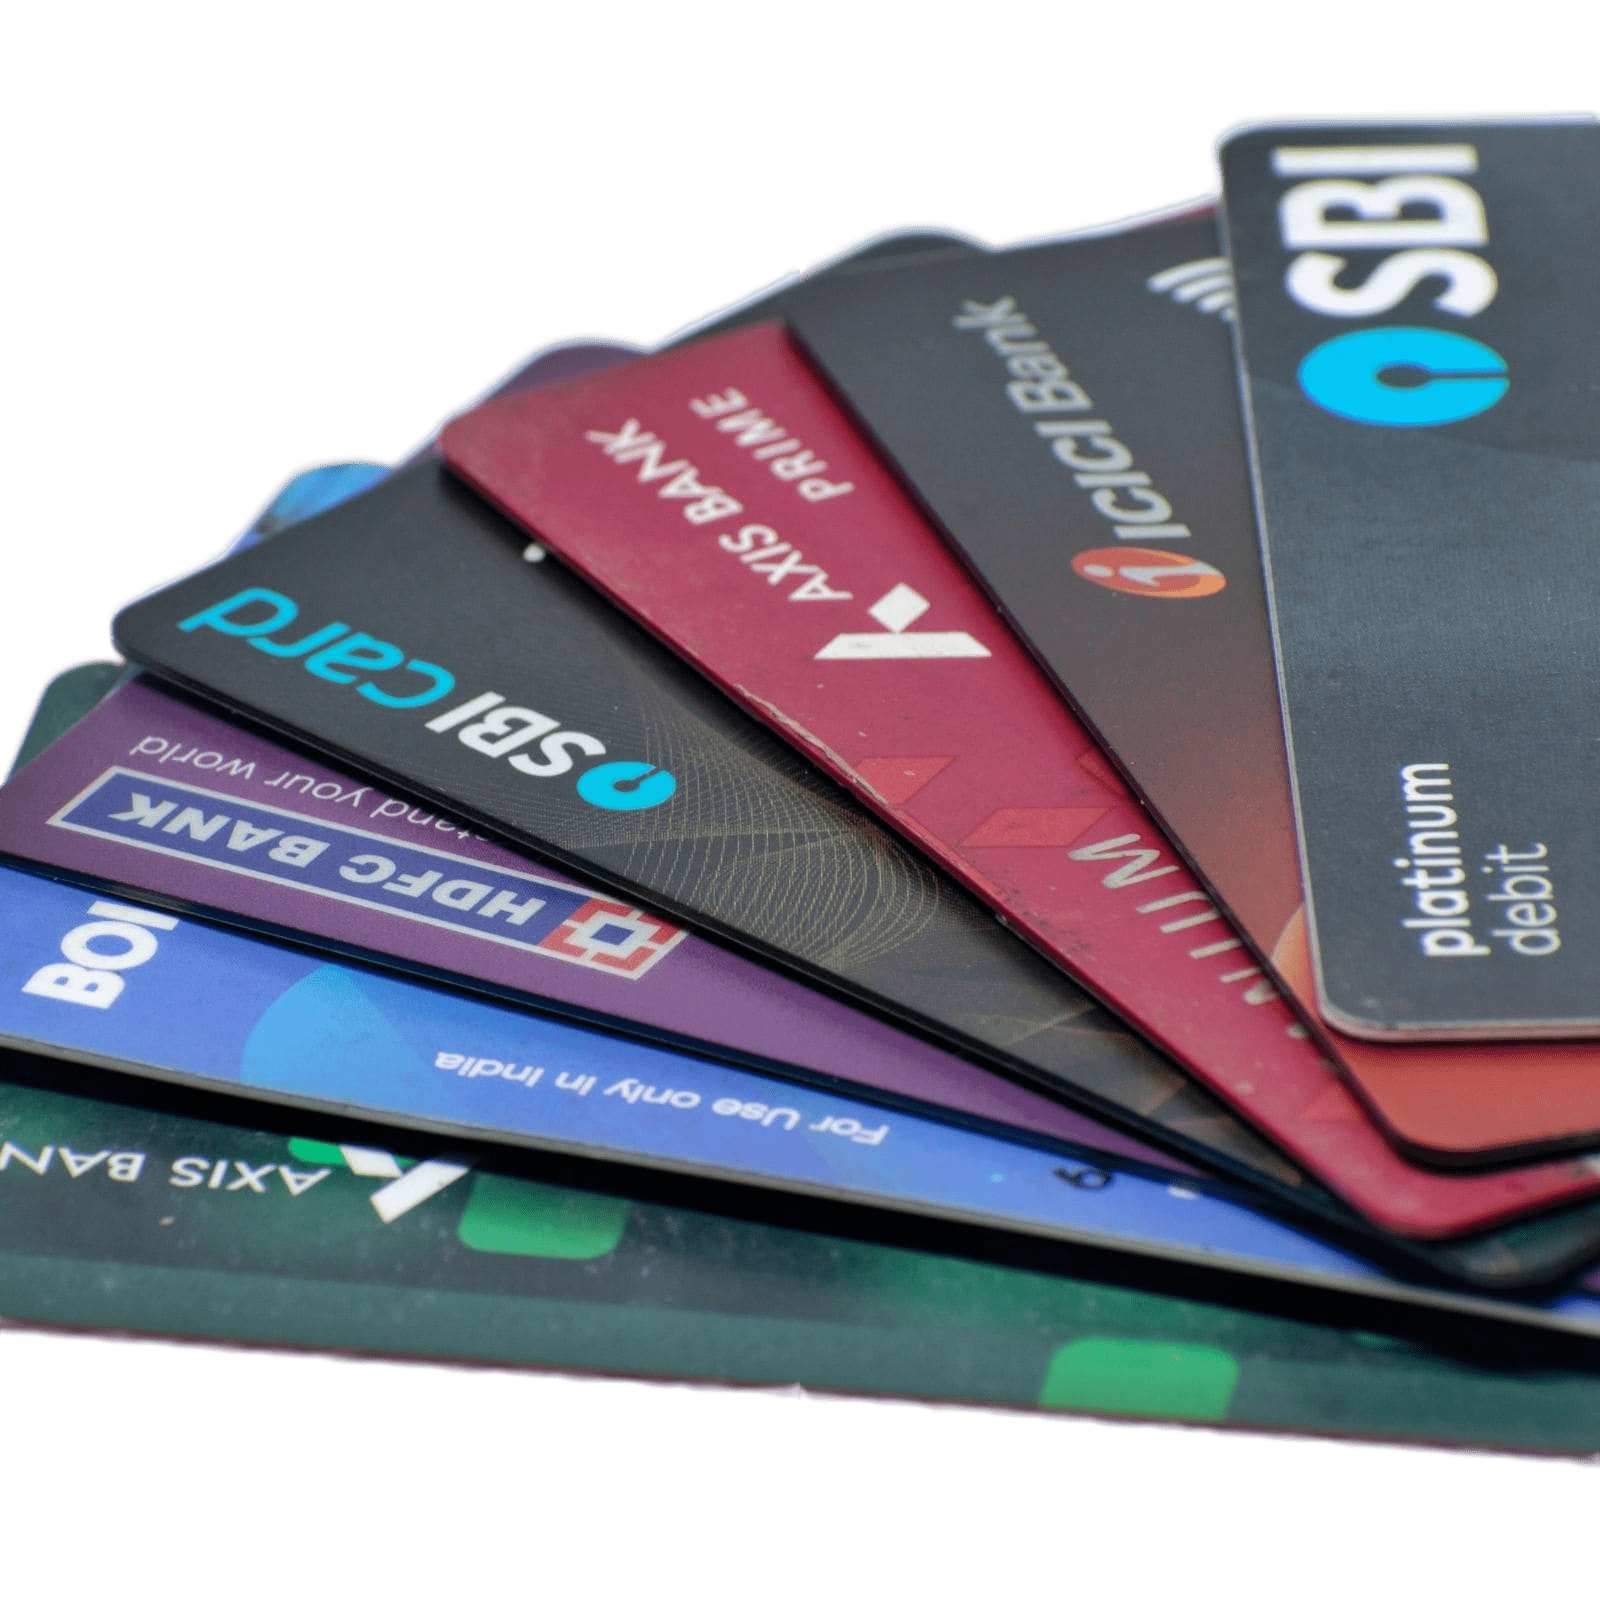 SBI
platinum
debit
ICICI Bank
AXIS BANK
PRIME
SBI card
HDFC BANK
your world
BOI
For Use only in India
AXIS BAN